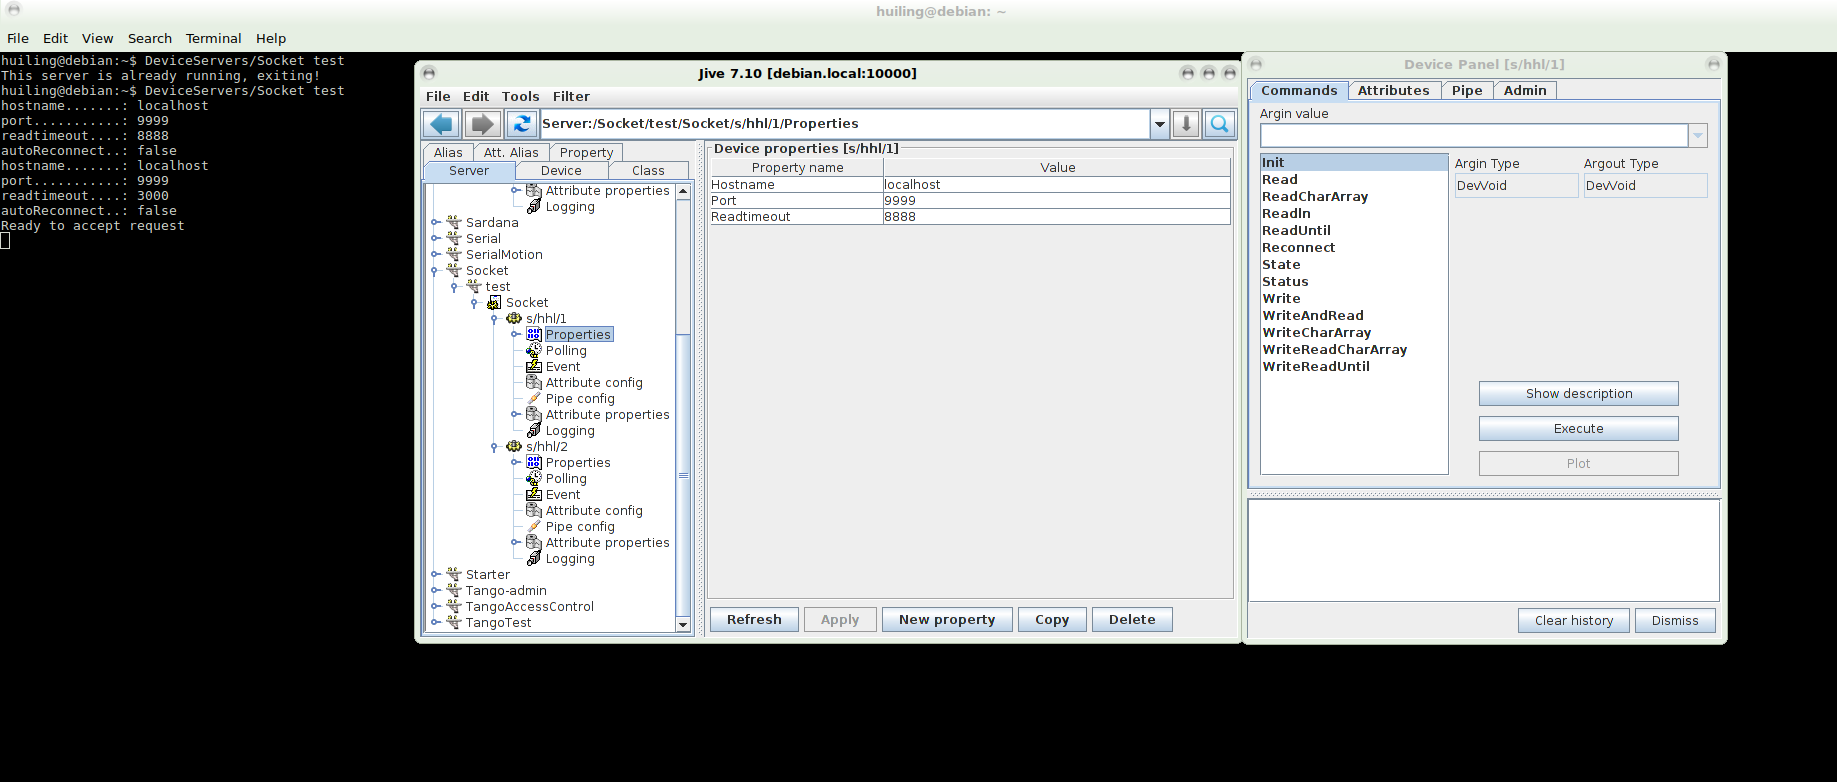 huiling@debian: ~
File Edit View Search Terminal Help
huiling@debian:~$ DeviceServers/Socket test
This server is already running, exiting!
huiling@debian:~$ DeviceServers/Socket test
hostname.......: localhost
port...........: 9999
readtimeout....: 8888
autoReconnect..: false
hostname.......: localhost
port...........: 9999
readtimeout....: 3000
autoReconnect..: false
Ready to accept request
Jive 7.10 [debian.local:10000]
File Edit Tools Filter
Server:/Socket/test/Socket/s/hhl/1/Properties
Alias Att. Alias Property
Server Device Class
Attribute properties
Logging
Sardana
Serial
SerialMotion
Socket
test
Socket
s/hhl/1
Properties
Polling
Event
Attribute config
Pipe config
Attribute properties
Logging
s/hhl/2
Properties
Polling
Event
Attribute config
Pipe config
Attribute properties
Logging
Starter
Tango-admin
TangoAccessControl
TangoTest
Device properties [s/hhl/1]
Property name Value
Hostname localhost
Port 9999
Readtimeout 8888
Refresh Apply New property Copy Delete
Device Panel [s/hhl/1]
Commands Attributes Pipe Admin
Argin value
Init
Read
ReadCharArray
Readln
ReadUntil
Reconnect
State
Status
Write
WriteAndRead
WriteCharArray
WriteReadCharArray
WriteReadUntil
Argin Type Argout Type
DevVoid DevVoid
Show description
Execute
Plot
Clear history Dismiss